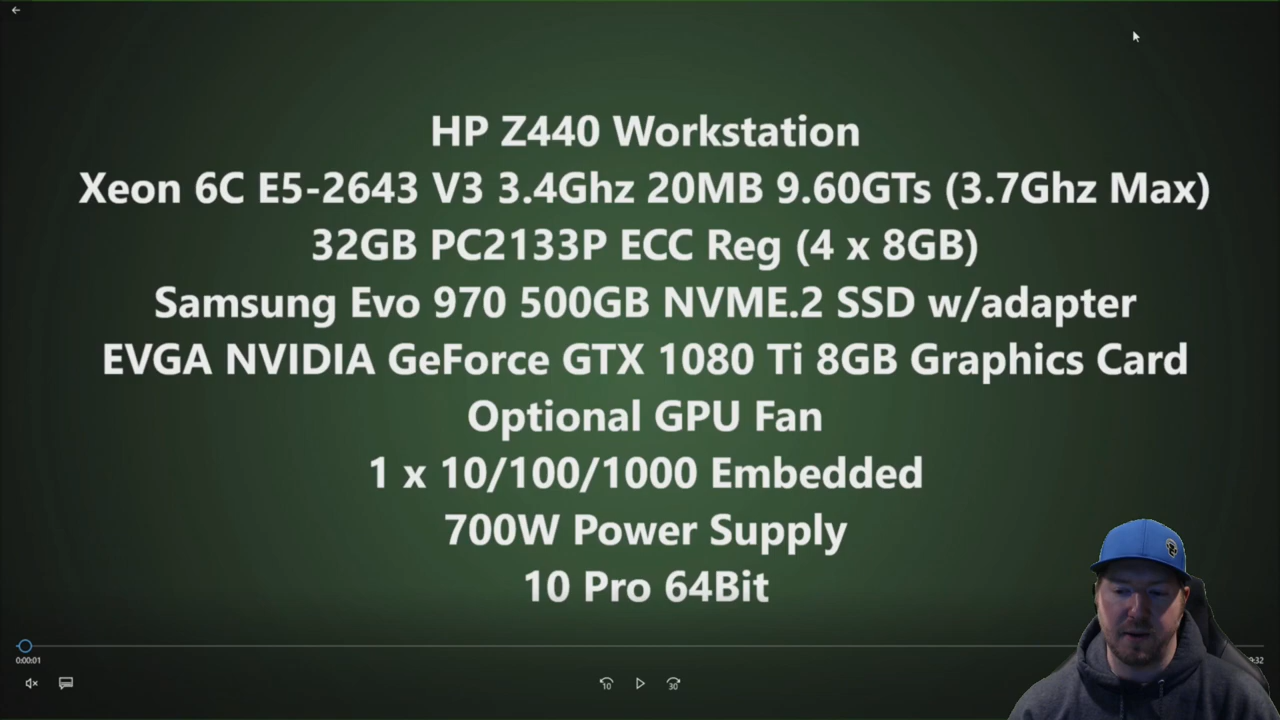 HP Z440 Workstation
Xeon 6C E5-2643 V3 3.4Ghz 20MB 9.60GTs (3.7Ghz Max)
32GB PC2133P ECC Reg (4 x 8GB)
Samsung Evo 970 500GB NVME.2 SSD w/adapter
EVGA NVIDIA GeForce GTX 1080 Ti 8GB Graphics Card
Optional GPU Fan
1 x 10/100/1000 Embedded
700W Power Supply
10 Pro 64Bit
0:00:01
10
30